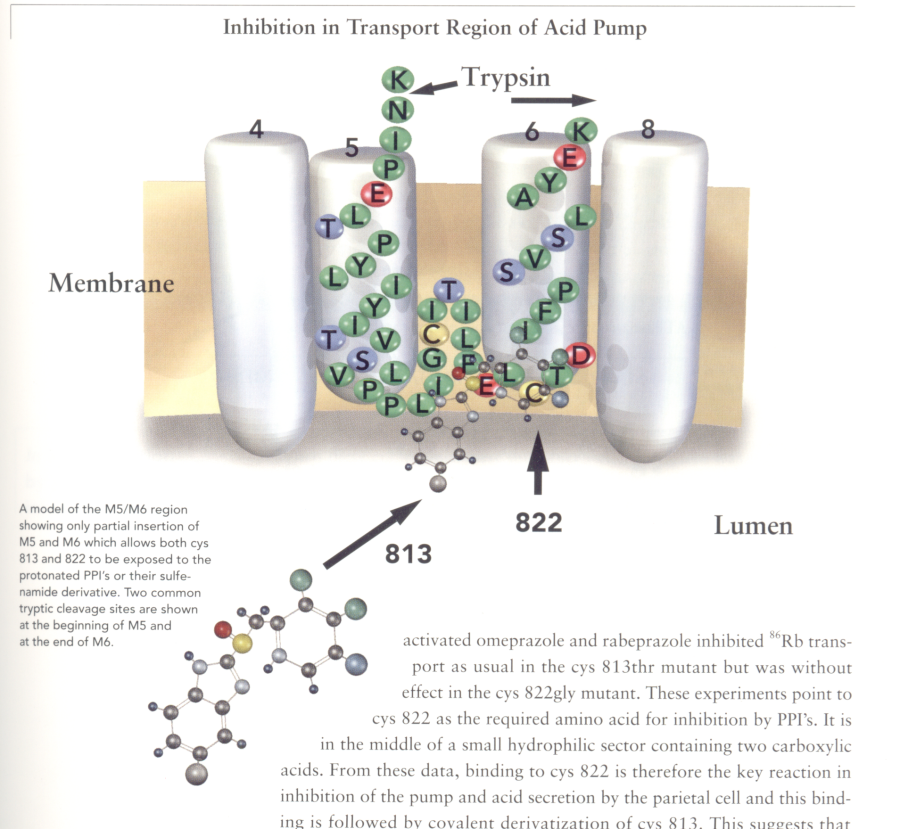 Inhibition in Transport Region of Acid Pump
Trypsin
4
5
6
8
K
N
I
P
E
L
T
P
Y
L
I
Y
I
T
V
S
V
L
P
P
L
I
G
C
I
T
I
L
F
E
L
C
T
D
I
F
P
S
V
S
L
A
Y
E
K
Membrane
813
822
Lumen
A model of the M5/M6 region
showing only partial insertion of
M5 and M6 which allows both cys
813 and 822 to be exposed to the
protonated PPI's or their sulfe-
namide derivative. Two common
tryptic cleavage sites are shown
at the beginning of M5 and
at the end of M6.
activated omeprazole and rabeprazole inhibited ⁸⁶Rb trans-
port as usual in the cys 813thr mutant but was without
effect in the cys 822gly mutant. These experiments point to
cys 822 as the required amino acid for inhibition by PPI's. It is
in the middle of a small hydrophilic sector containing two carboxylic
acids. From these data, binding to cys 822 is therefore the key reaction in
inhibition of the pump and acid secretion by the parietal cell and this bind-
ing is followed by covalent derivatization of cys 813. This suggests that